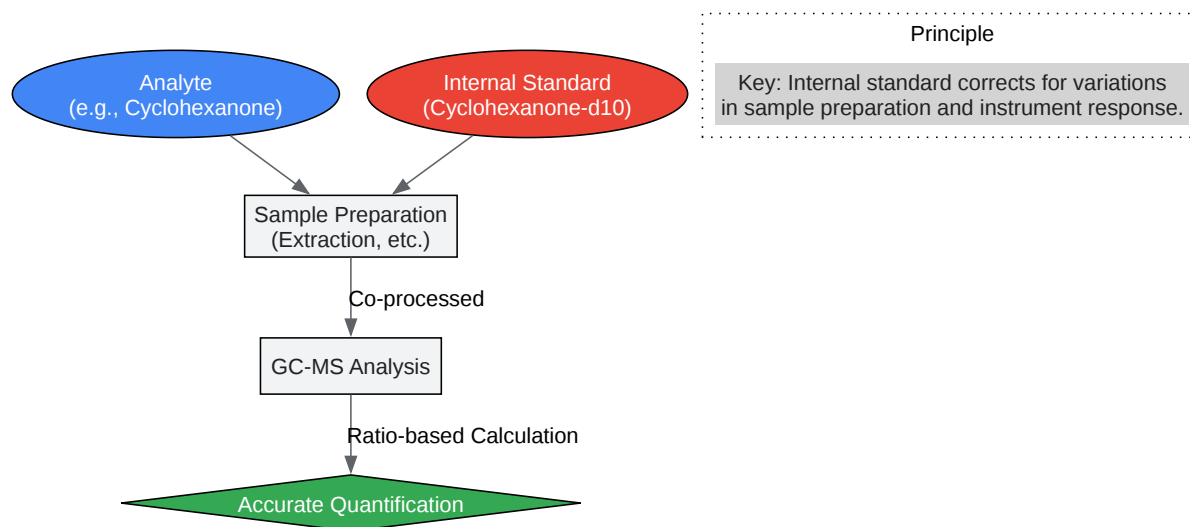 Analyte
(e.g., Cyclohexanone)
Internal Standard
(Cyclohexanone-d10)
Principle
Key: Internal standard corrects for variations
in sample preparation and instrument response.
Sample Preparation
(Extraction, etc.)
Co-processed
GC-MS Analysis
Ratio-based Calculation
Accurate Quantification